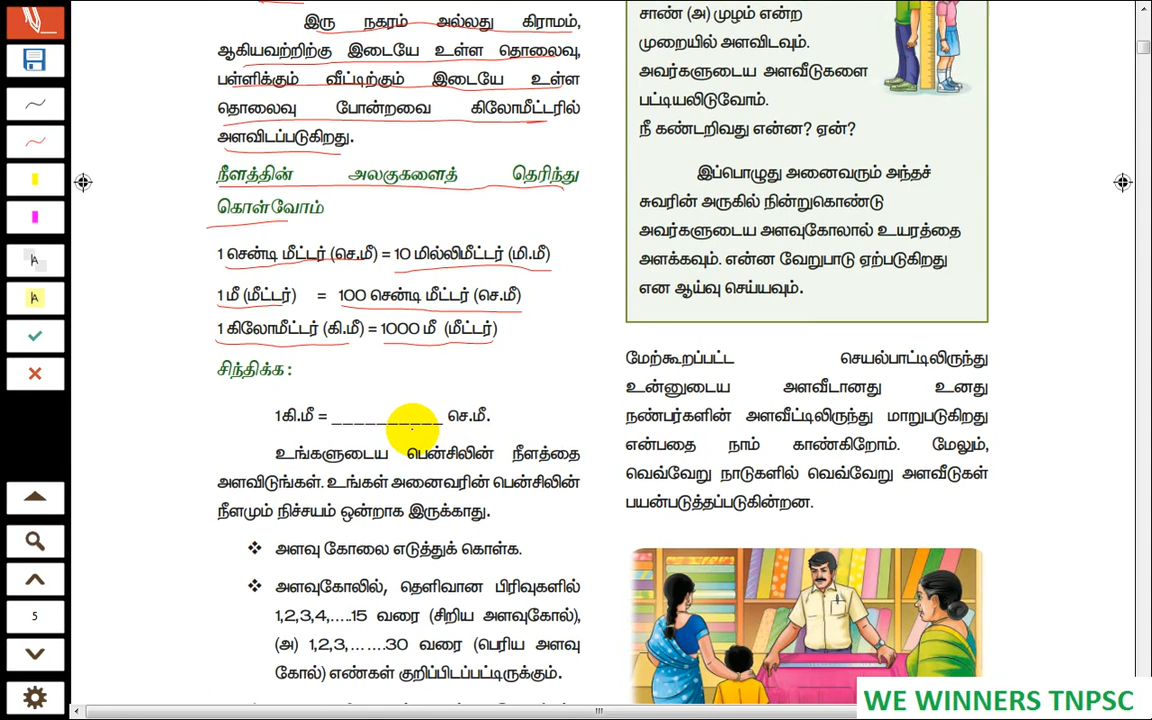 இரு நகரம் அல்லது கிராமம்,
ஆகியவற்றிற்கு இடையே உள்ள தொலைவு,
பள்ளிக்கும் வீட்டிற்கும் இடையே உள்ள
தொலைவு போன்றவை கிலோமீட்டரில்
அளவிடப்படுகிறது.
நீளத்தின் அலகுகளைத் தெரிந்து
கொள்வோம்
1 சென்டி மீட்டர் (செ.மீ) = 10 மில்லிமீட்டர் (மி.மீ)
1 மீ (மீட்டர்) = 100 சென்டி மீட்டர் (செ.மீ)
1 கிலோமீட்டர் (கி.மீ) = 1000 மீ (மீட்டர்)
சிந்திக்க :
1கி.மீ = __________ செ.மீ.
உங்களுடைய பென்சிலின் நீளத்தை
அளவிடுங்கள். உங்கள் அனைவரின் பென்சிலின்
நீளமும் நிச்சயம் ஒன்றாக இருக்காது.
❖ அளவு கோலை எடுத்துக் கொள்க.
❖ அளவுகோலில், தெளிவான பிரிவுகளில்
1,2,3,4,.....15 வரை (சிறிய அளவுகோல்),
(அ) 1,2,3,.......30 வரை (பெரிய அளவு
கோல்) எண்கள் குறிப்பிடப்பட்டிருக்கும்.
சாண் (அ) முழம் என்ற
முறையில் அளவிடவும்.
அவர்களுடைய அளவீடுகளை
பட்டியலிடுவோம்.
நீ கண்டறிவது என்ன? ஏன்?
இப்பொழுது அனைவரும் அந்தச்
சுவரின் அருகில் நின்றுகொண்டு
அவர்களுடைய அளவுகோலால் உயரத்தை
அளக்கவும். என்ன வேறுபாடு ஏற்படுகிறது
என ஆய்வு செய்யவும்.
மேற்கூறப்பட்ட செயல்பாட்டிலிருந்து
உன்னுடைய அளவீடானது உனது
நண்பர்களின் அளவீட்டிலிருந்து மாறுபடுகிறது
என்பதை நாம் காண்கிறோம். மேலும்,
வெவ்வேறு நாடுகளில் வெவ்வேறு அளவீடுகள்
பயன்படுத்தப்படுகின்றன.
5
WE WINNERS TNPSC